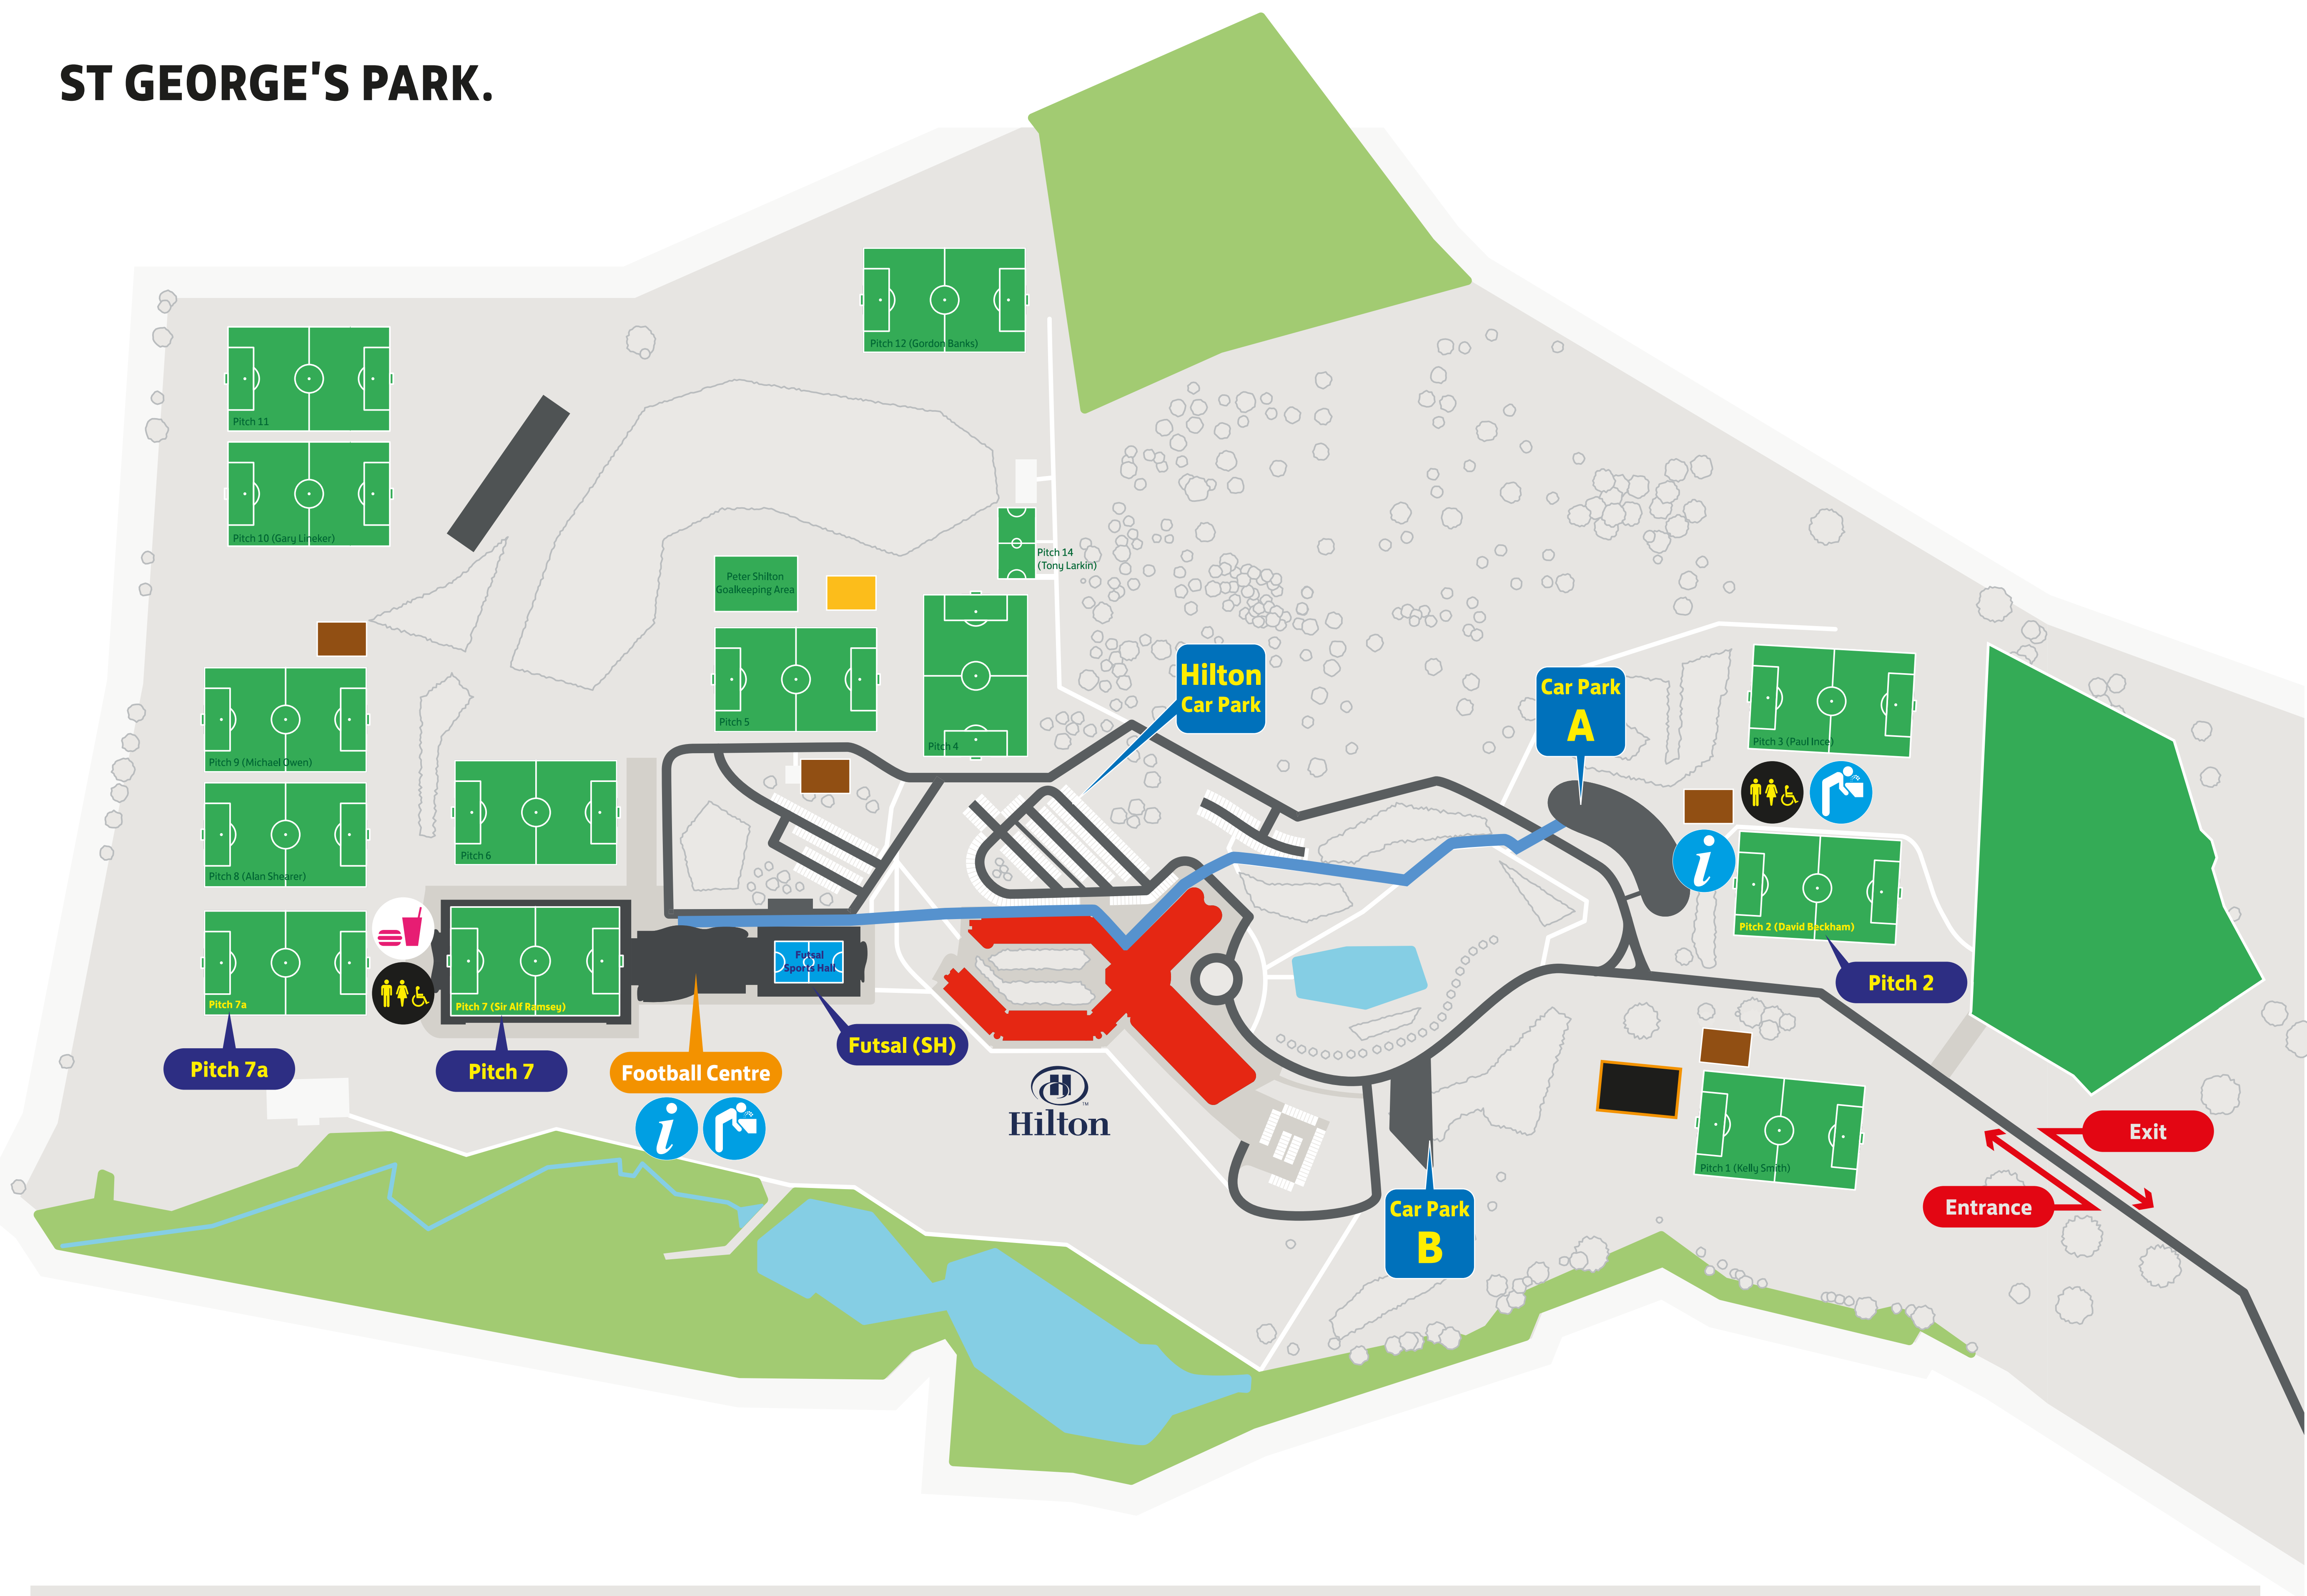 ST GEORGE'S PARK.
Pitch 12 (Gordon Banks)
Pitch 11
Pitch 10 (Gary Lineker)
Pitch 14
(Tony Larkin)
Peter Shilton
Goalkeeping Area
Hilton
Car Park
Car Park
A
Pitch 5
Pitch 4
Pitch 3 (Paul Ince)
Pitch 9 (Michael Owen)
Pitch 6
Pitch 8 (Alan Shearer)
i
Pitch 2 (David Beckham)
Futsal
Sports Hall
Pitch 2
Pitch 7a
Pitch 7 (Sir Alf Ramsey)
Futsal (SH)
Pitch 7a
Pitch 7
Football Centre
i
H
Hilton
TM
Exit
Pitch 1 (Kelly Smith)
Entrance
Car Park
B